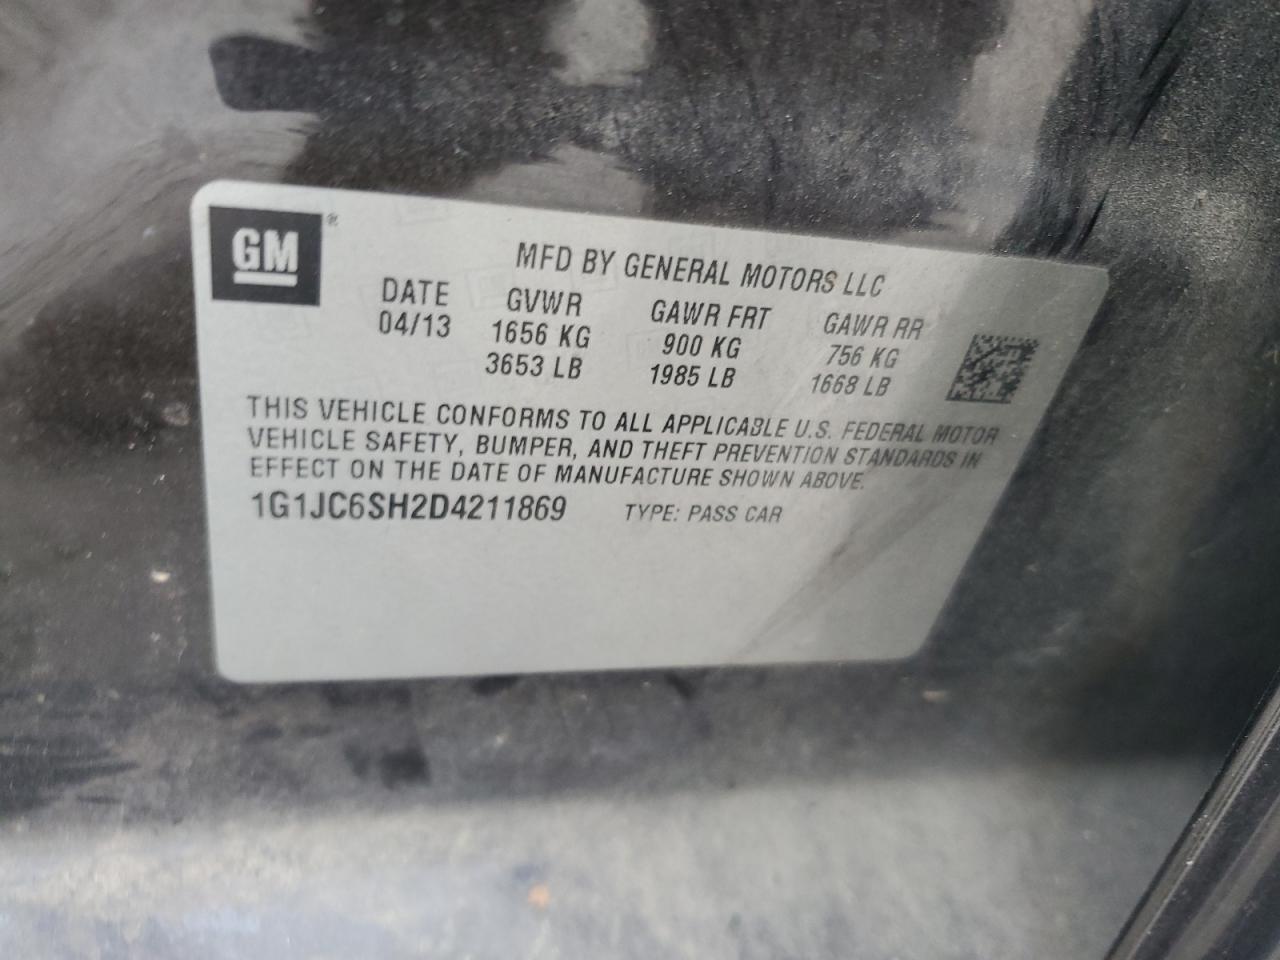 GM ®
MFD BY GENERAL MOTORS LLC
DATE GVWR GAWR FRT GAWR RR
04/13 1656 KG 900 KG 756 KG
3653 LB 1985 LB 1668 LB
THIS VEHICLE CONFORMS TO ALL APPLICABLE U.S. FEDERAL MOTOR
VEHICLE SAFETY, BUMPER, AND THEFT PREVENTION STANDARDS IN
EFFECT ON THE DATE OF MANUFACTURE SHOWN ABOVE.
1G1JC6SH2D4211869 TYPE: PASS CAR